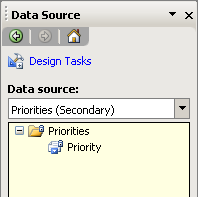 Data Source
Design Tasks
Data source:
Priorities (Secondary)
Priorities
Priority